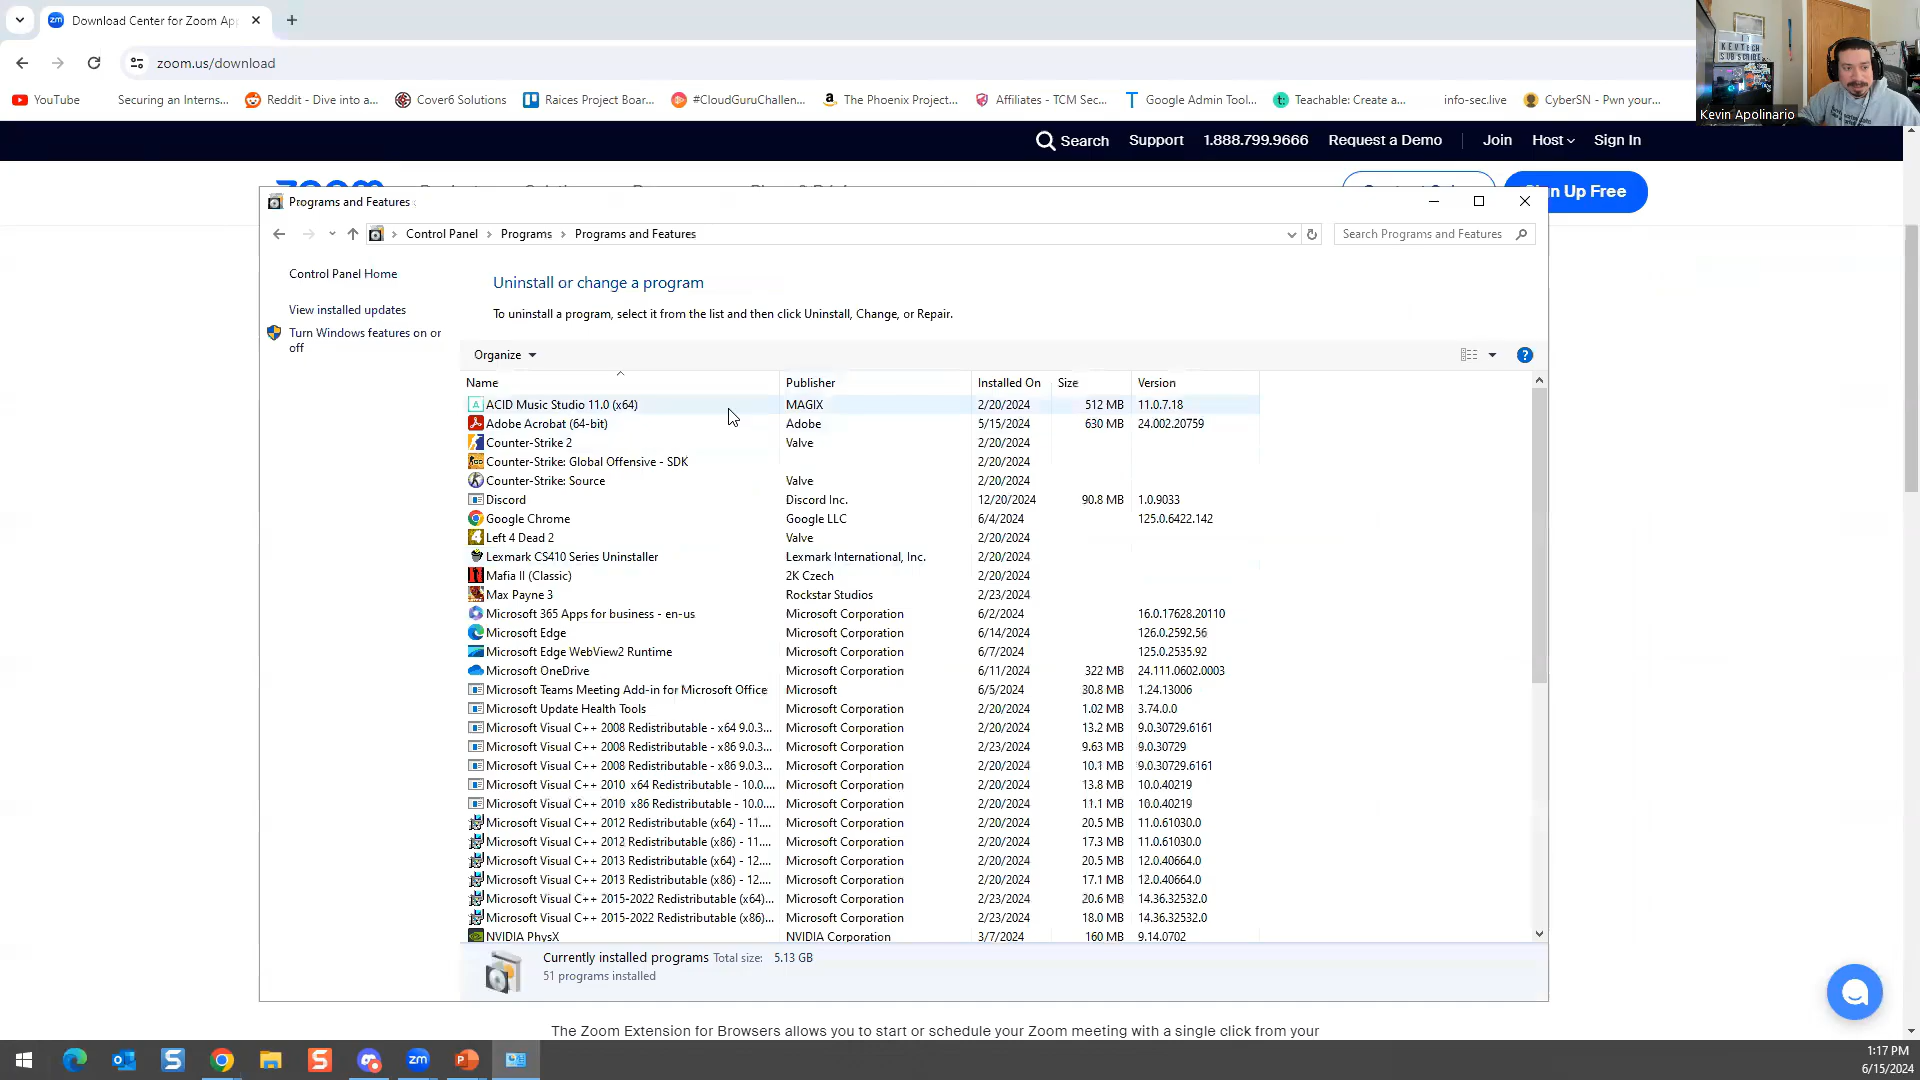 Download Center for Zoom Ap
zoom.us/download
YouTube
Securing an Interns...
Reddit - Dive into a...
Cover6 Solutions
Raices Project Boar...
#CloudGuruChallen...
The Phoenix Project...
Affiliates - TCM Sec...
Google Admin Tool...
Teachable: Create a...
info-sec.live
CyberSN - Pwn your...
KEVTECH
SUBSCRIBE
Kevin Apolinario
Search
Support
1.888.799.9666
Request a Demo
Join
Host
Sign In
n Up Free
Programs and Features
Control Panel
Programs
Programs and Features
Search Programs and Features
Control Panel Home
View installed updates
Turn Windows features on or
off
Uninstall or change a program
To uninstall a program, select it from the list and then click Uninstall, Change, or Repair.
Organize
Name Publisher Installed On Size Version
ACID Music Studio 11.0 (x64) MAGIX 2/20/2024 512 MB 11.0.7.18
Adobe Acrobat (64-bit) Adobe 5/15/2024 630 MB 24.002.20759
Counter-Strike 2 Valve 2/20/2024
Counter-Strike: Global Offensive - SDK 2/20/2024
Counter-Strike: Source Valve 2/20/2024
Discord Discord Inc. 12/20/2024 90.8 MB 1.0.9033
Google Chrome Google LLC 6/4/2024 125.0.6422.142
Left 4 Dead 2 Valve 2/20/2024
Lexmark CS410 Series Uninstaller Lexmark International, Inc. 2/20/2024
Mafia II (Classic) 2K Czech 2/20/2024
Max Payne 3 Rockstar Studios 2/23/2024
Microsoft 365 Apps for business - en-us Microsoft Corporation 6/2/2024 16.0.17628.20110
Microsoft Edge Microsoft Corporation 6/14/2024 126.0.2592.56
Microsoft Edge WebView2 Runtime Microsoft Corporation 6/7/2024 125.0.2535.92
Microsoft OneDrive Microsoft Corporation 6/11/2024 322 MB 24.111.0602.0003
Microsoft Teams Meeting Add-in for Microsoft Office Microsoft 6/5/2024 30.8 MB 1.24.13006
Microsoft Update Health Tools Microsoft Corporation 2/20/2024 1.02 MB 3.74.0.0
Microsoft Visual C++ 2008 Redistributable - x64 9.0.3... Microsoft Corporation 2/20/2024 13.2 MB 9.0.30729.6161
Microsoft Visual C++ 2008 Redistributable - x86 9.0.3... Microsoft Corporation 2/23/2024 9.63 MB 9.0.30729
Microsoft Visual C++ 2008 Redistributable - x86 9.0.3... Microsoft Corporation 2/20/2024 10.1 MB 9.0.30729.6161
Microsoft Visual C++ 2010 x64 Redistributable - 10.0.... Microsoft Corporation 2/20/2024 13.8 MB 10.0.40219
Microsoft Visual C++ 2010 x86 Redistributable - 10.0.... Microsoft Corporation 2/20/2024 11.1 MB 10.0.40219
Microsoft Visual C++ 2012 Redistributable (x64) - 11.... Microsoft Corporation 2/20/2024 20.5 MB 11.0.61030.0
Microsoft Visual C++ 2012 Redistributable (x86) - 11.... Microsoft Corporation 2/20/2024 17.3 MB 11.0.61030.0
Microsoft Visual C++ 2013 Redistributable (x64) - 12.... Microsoft Corporation 2/20/2024 20.5 MB 12.0.40664.0
Microsoft Visual C++ 2013 Redistributable (x86) - 12.... Microsoft Corporation 2/20/2024 17.1 MB 12.0.40664.0
Microsoft Visual C++ 2015-2022 Redistributable (x64)... Microsoft Corporation 2/23/2024 20.6 MB 14.36.32532.0
Microsoft Visual C++ 2015-2022 Redistributable (x86)... Microsoft Corporation 2/23/2024 18.0 MB 14.36.32532.0
NVIDIA PhysX NVIDIA Corporation 3/7/2024 160 MB 9.14.0702
Currently installed programs Total size: 5.13 GB
51 programs installed
The Zoom Extension for Browsers allows you to start or schedule your Zoom meeting with a single click from your
1:17 PM
6/15/2024